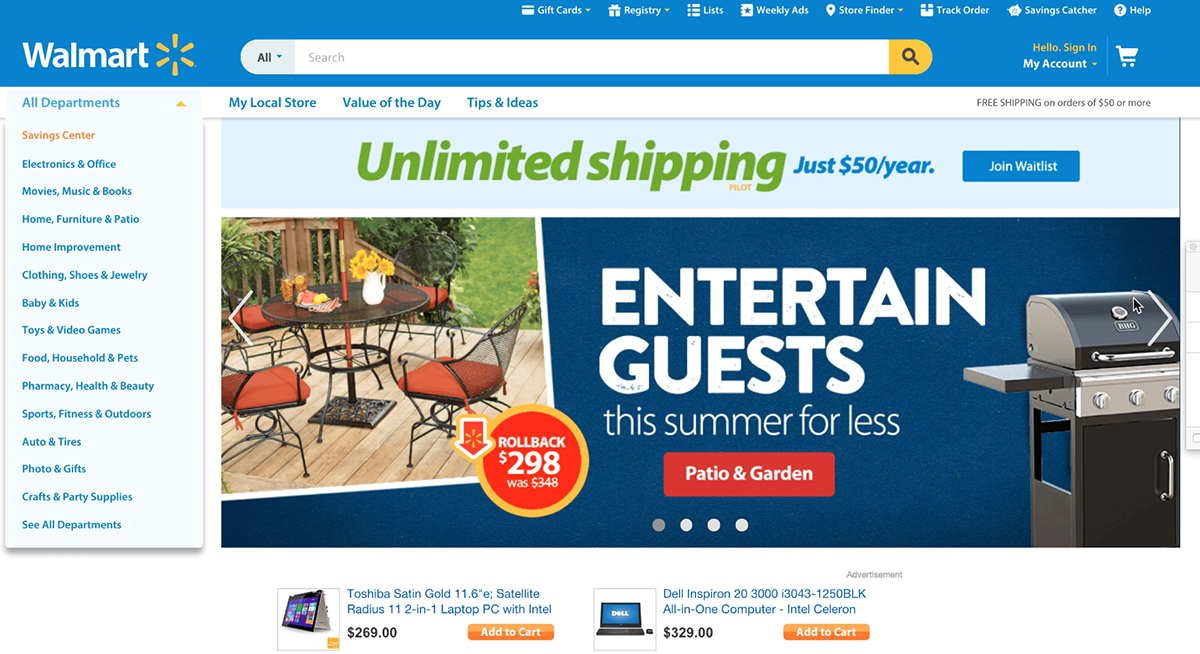 Gift Cards
Registry
Lists
Weekly Ads
Store Finder
Track Order
Savings Catcher
Help
Walmart
All
Search
Hello. Sign In
My Account
All Departments
My Local Store
Value of the Day
Tips & Ideas
FREE SHIPPING on orders of $50 or more
Savings Center
Electronics & Office
Movies, Music & Books
Home, Furniture & Patio
Home Improvement
Clothing, Shoes & Jewelry
Baby & Kids
Toys & Video Games
Food, Household & Pets
Pharmacy, Health & Beauty
Sports, Fitness & Outdoors
Auto & Tires
Photo & Gifts
Crafts & Party Supplies
See All Departments
Unlimited shipping
PILOT
Just $50/year.
Join Waitlist
ENTERTAIN
GUESTS
this summer for less
Patio & Garden
ROLLBACK
$298
was $348
BHG
Advertisement
Toshiba Satin Gold 11.6"e; Satellite
Radius 11 2-in-1 Laptop PC with Intel
$269.00
Add to Cart
DELL
Dell Inspiron 20 3000 i3043-1250BLK
All-in-One Computer - Intel Celeron
$329.00
Add to Cart